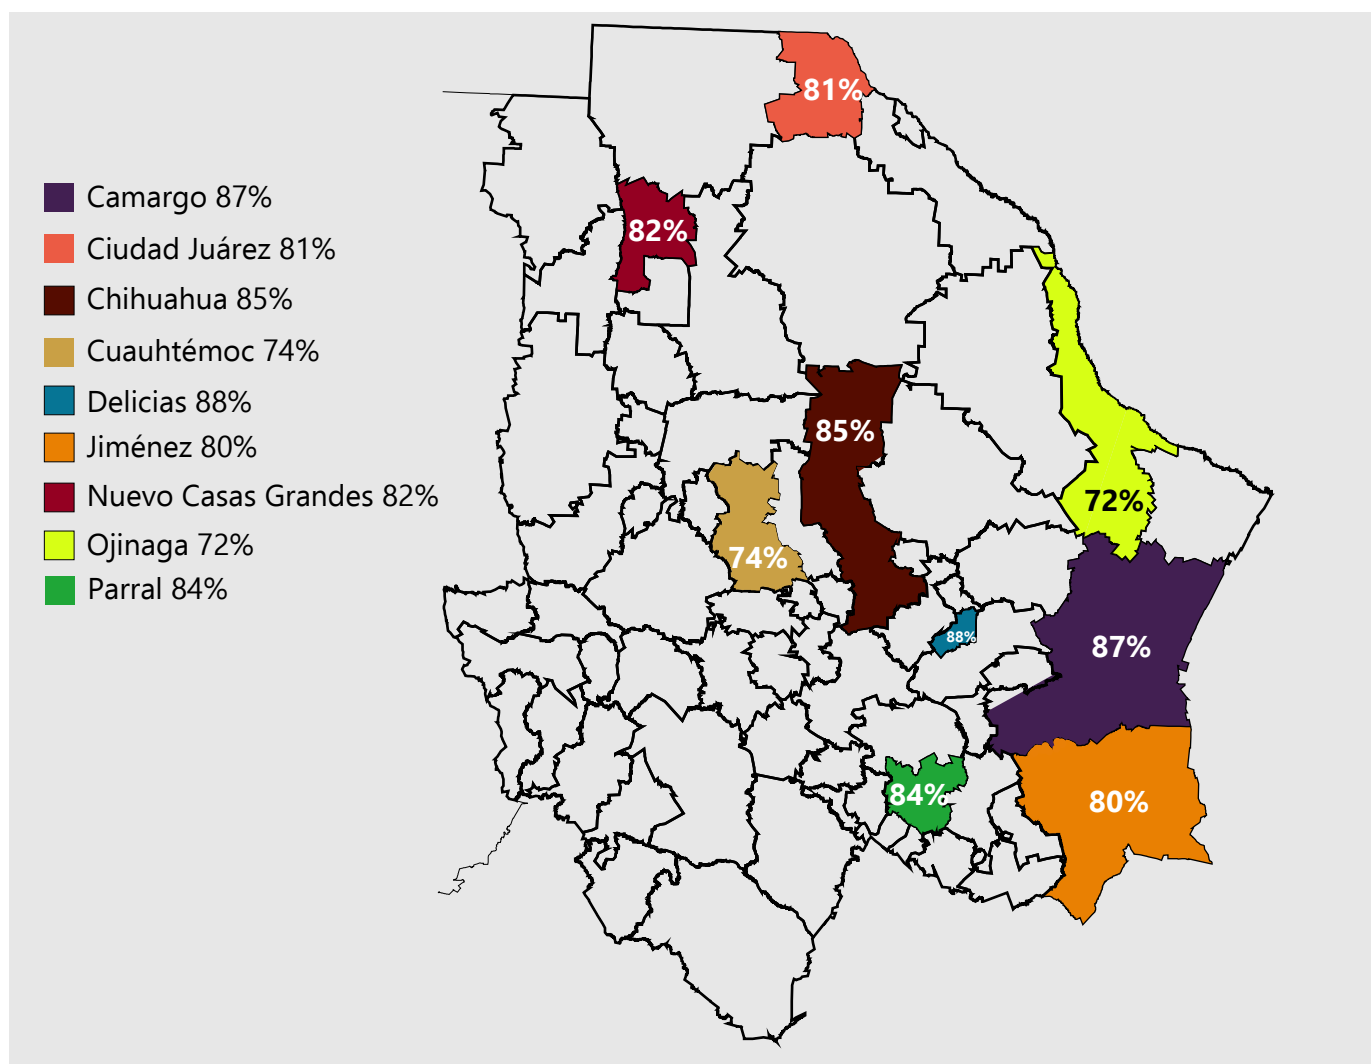 Camargo 87%
Ciudad Juárez 81%
Chihuahua 85%
Cuauhtémoc 74%
Delicias 88%
Jiménez 80%
Nuevo Casas Grandes 82%
Ojinaga 72%
Parral 84%
81%
82%
85%
72%
74%
88%
87%
84%
80%